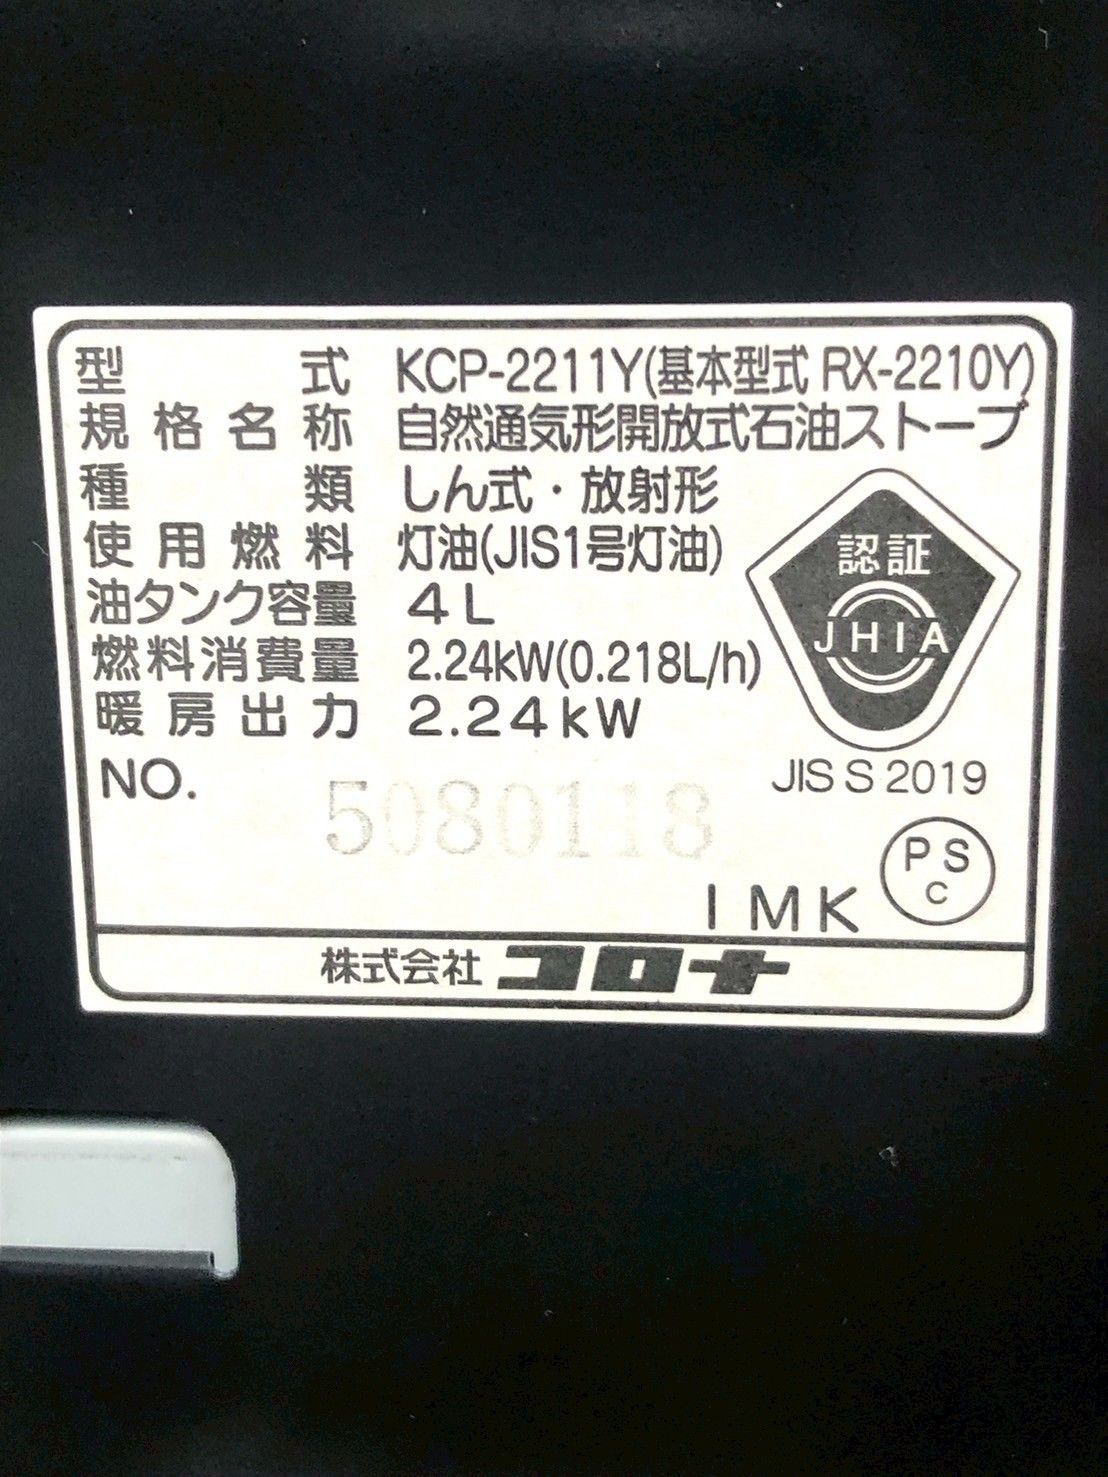 型式 KCP-2211Y(基本型式 RX-2210Y)
規格名称 自然通気形開放式石油ストーブ
種類 しん式・放射形
使用燃料 灯油(JIS1号灯油)
油タンク容量 4L
燃料消費量 2.24kW(0.218L/h)
暖房出力 2.24kW
認証
JHIA
JIS S 2019
NO. 5080118
PS
C
IMK
株式会社 コロナ